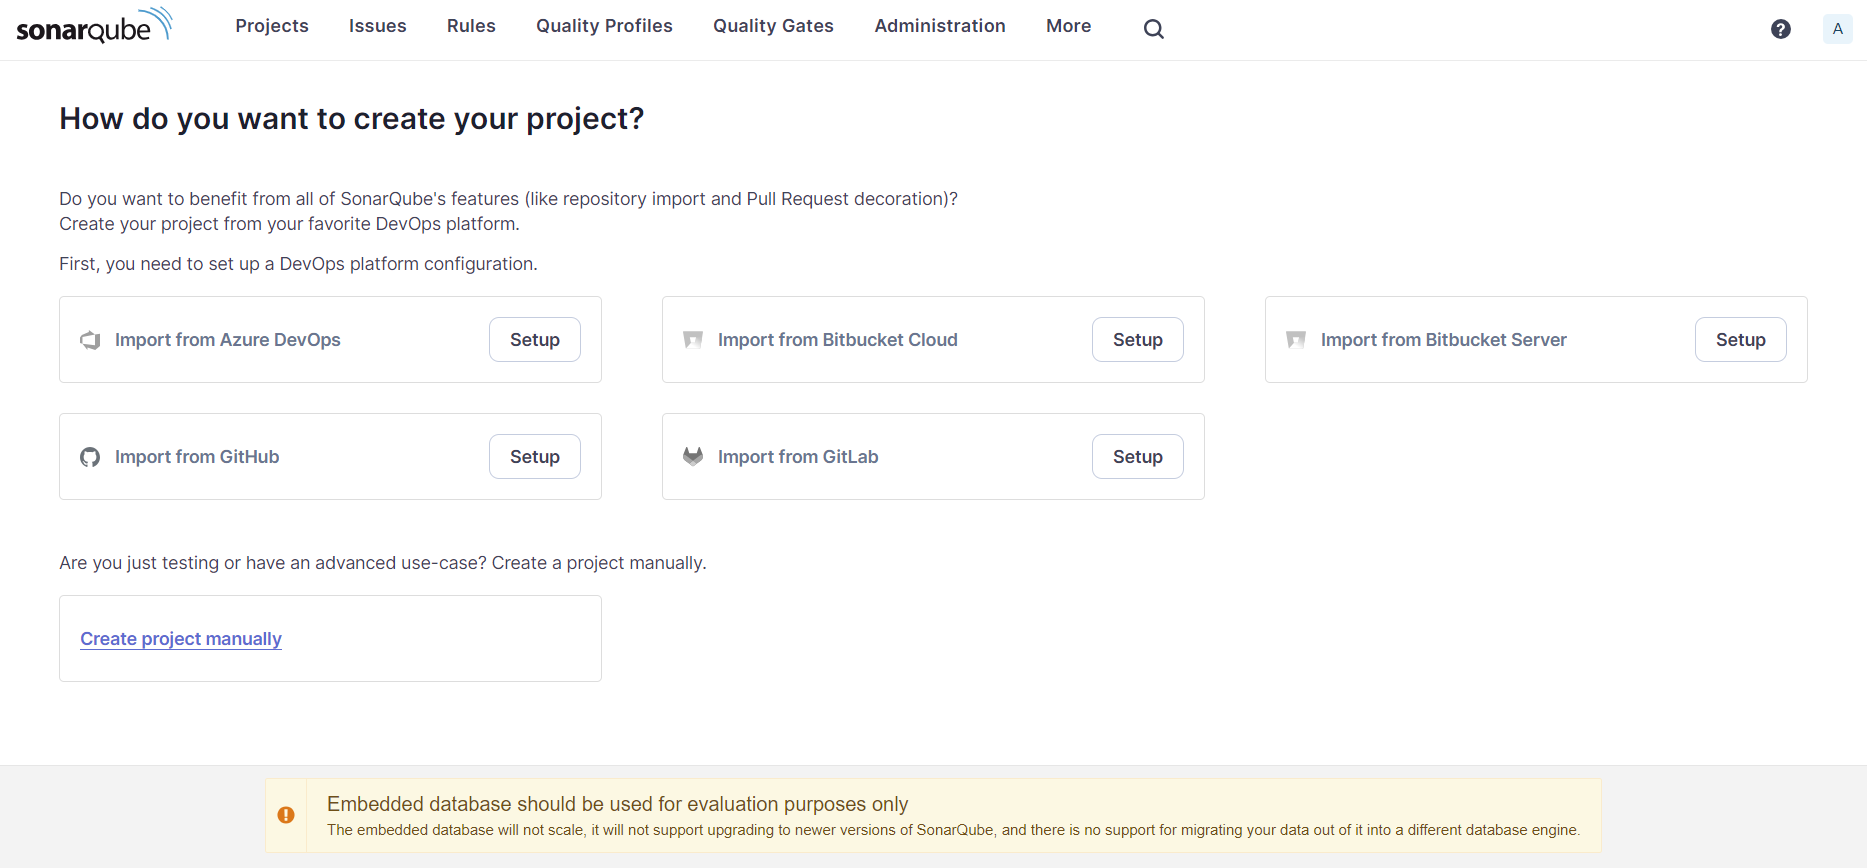 sonarqube
Projects Issues Rules Quality Profiles Quality Gates Administration More
? A
How do you want to create your project?
Do you want to benefit from all of SonarQube's features (like repository import and Pull Request decoration)?
Create your project from your favorite DevOps platform.
First, you need to set up a DevOps platform configuration.
Import from Azure DevOps Setup
Import from Bitbucket Cloud Setup
Import from Bitbucket Server Setup
Import from GitHub Setup
Import from GitLab Setup
Are you just testing or have an advanced use-case? Create a project manually.
Create project manually
Embedded database should be used for evaluation purposes only
The embedded database will not scale, it will not support upgrading to newer versions of SonarQube, and there is no support for migrating your data out of it into a different database engine.